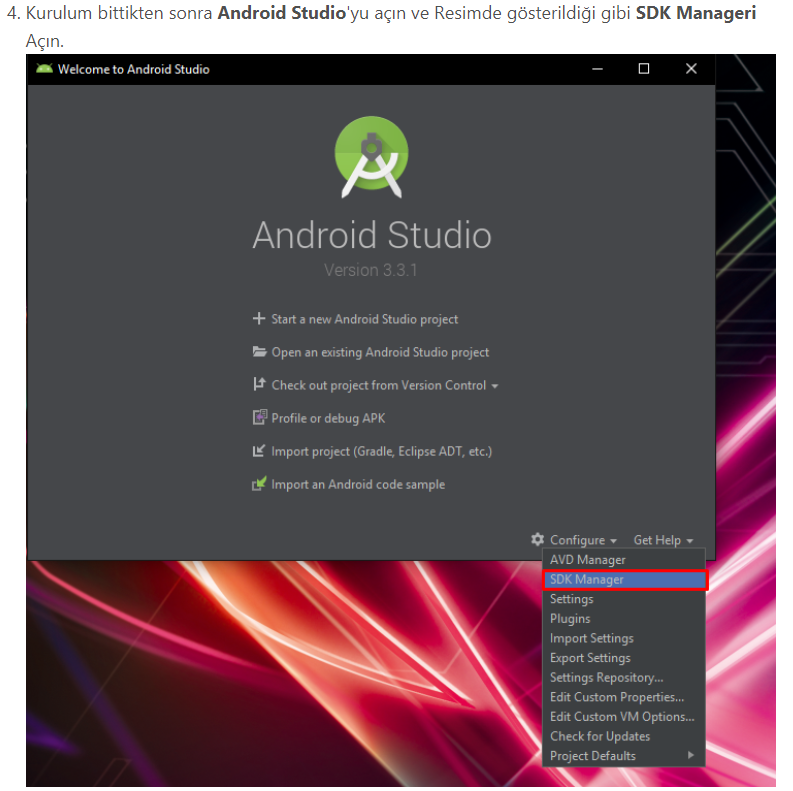 4. Kurulum bittikten sonra Android Studio'yu açın ve Resimde gösterildiği gibi SDK Manageri
Açın.
Welcome to Android Studio
Android Studio
Version 3.3.1
Start a new Android Studio project
Open an existing Android Studio project
Check out project from Version Control
Profile or debug APK
Import project (Gradle, Eclipse ADT, etc.)
Import an Android code sample
Configure Get Help
AVD Manager
SDK Manager
Settings
Plugins
Import Settings
Export Settings
Settings Repository...
Edit Custom Properties...
Edit Custom VM Options...
Check for Updates
Project Defaults